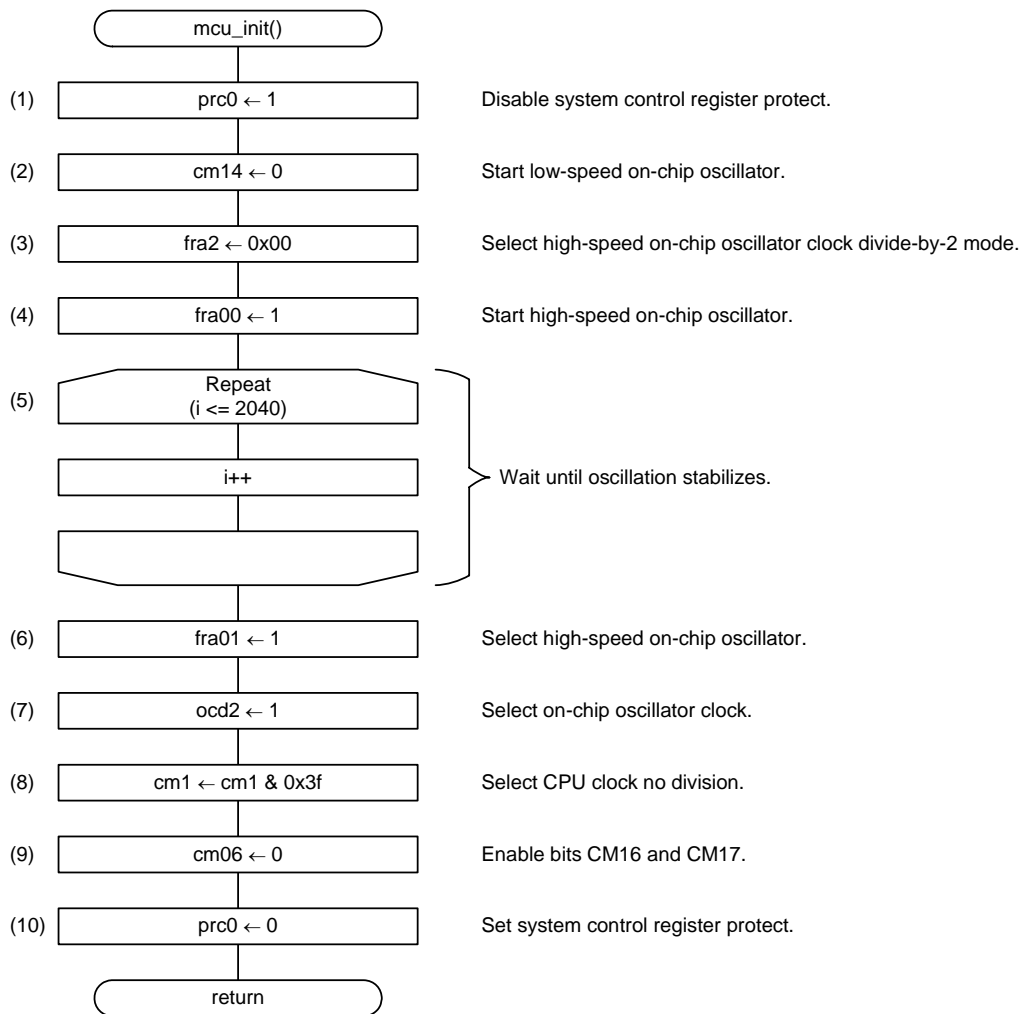 mcu_init()
(1) prc0 ← 1 Disable system control register protect.
(2) cm14 ← 0 Start low-speed on-chip oscillator.
(3) fra2 ← 0x00 Select high-speed on-chip oscillator clock divide-by-2 mode.
(4) fra00 ← 1 Start high-speed on-chip oscillator.
(5) Repeat
(i <= 2040)
i++ Wait until oscillation stabilizes.
(6) fra01 ← 1 Select high-speed on-chip oscillator.
(7) ocd2 ← 1 Select on-chip oscillator clock.
(8) cm1 ← cm1 & 0x3f Select CPU clock no division.
(9) cm06 ← 0 Enable bits CM16 and CM17.
(10) prc0 ← 0 Set system control register protect.
return